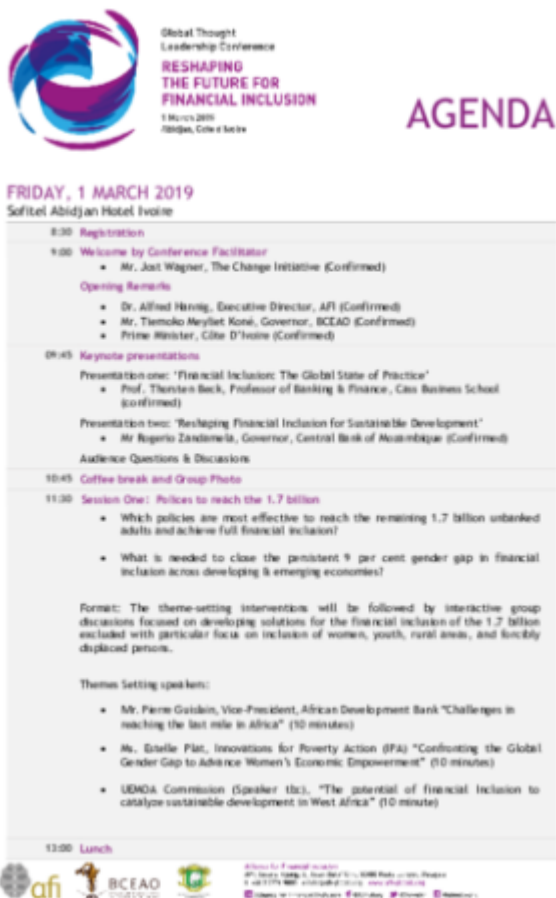 Global Thought
Leadership Conference
RESHAPING
THE FUTURE FOR
FINANCIAL INCLUSION
1 March 2019
Abidjan, Cote d'Ivoire
AGENDA
FRIDAY, 1 MARCH 2019
Sofitel Abidjan Hotel Ivoire
8:30 Registration
9:00 Welcome by Conference Facilitator
• Mr. Jost Wagner, The Change Initiative (Confirmed)
Opening Remarks
• Dr. Alfred Hannig, Executive Director, AFI (Confirmed)
• Mr. Tiemoko Meyliet Koné, Governor, BCEAO (Confirmed)
• Prime Minister, Côte D'Ivoire (Confirmed)
09:45 Keynote presentations
Presentation one: "Financial Inclusion: The Global State of Practice"
• Prof. Thorsten Beck, Professor of Banking & Finance, Cass Business School
(confirmed)
Presentation two: "Reshaping Financial Inclusion for Sustainable Development"
• Mr Rogerio Zandamela, Governor, Central Bank of Mozambique (Confirmed)
Audience Questions & Discussions
10:45 Coffee break and Group Photo
11:30 Session One: Polices to reach the 1.7 billion
• Which policies are most effective to reach the remaining 1.7 billion unbanked
adults and achieve full financial inclusion?
• What is needed to close the persistent 9 per cent gender gap in financial
inclusion across developing & emerging economies?
Format: The theme-setting interventions will be followed by interactive group
discussions focused on developing solutions for the financial inclusion of the 1.7 billion
excluded with particular focus on inclusion of women, youth, rural areas, and forcibly
displaced persons.
Themes Setting speakers:
• Mr. Pierre Guislain, Vice-President, African Development Bank "Challenges in
reaching the last mile in Africa" (10 minutes)
• Ms. Estelle Plat, Innovations for Poverty Action (IPA) "Confronting the Global
Gender Gap to Advance Women's Economic Empowerment" (10 minutes)
• UEMOA Commission (Speaker tbc), "The potential of financial Inclusion to
catalyze sustainable development in West Africa" (10 minute)
13:00 Lunch
afi
BCEAO
Alliance for Financial Inclusion